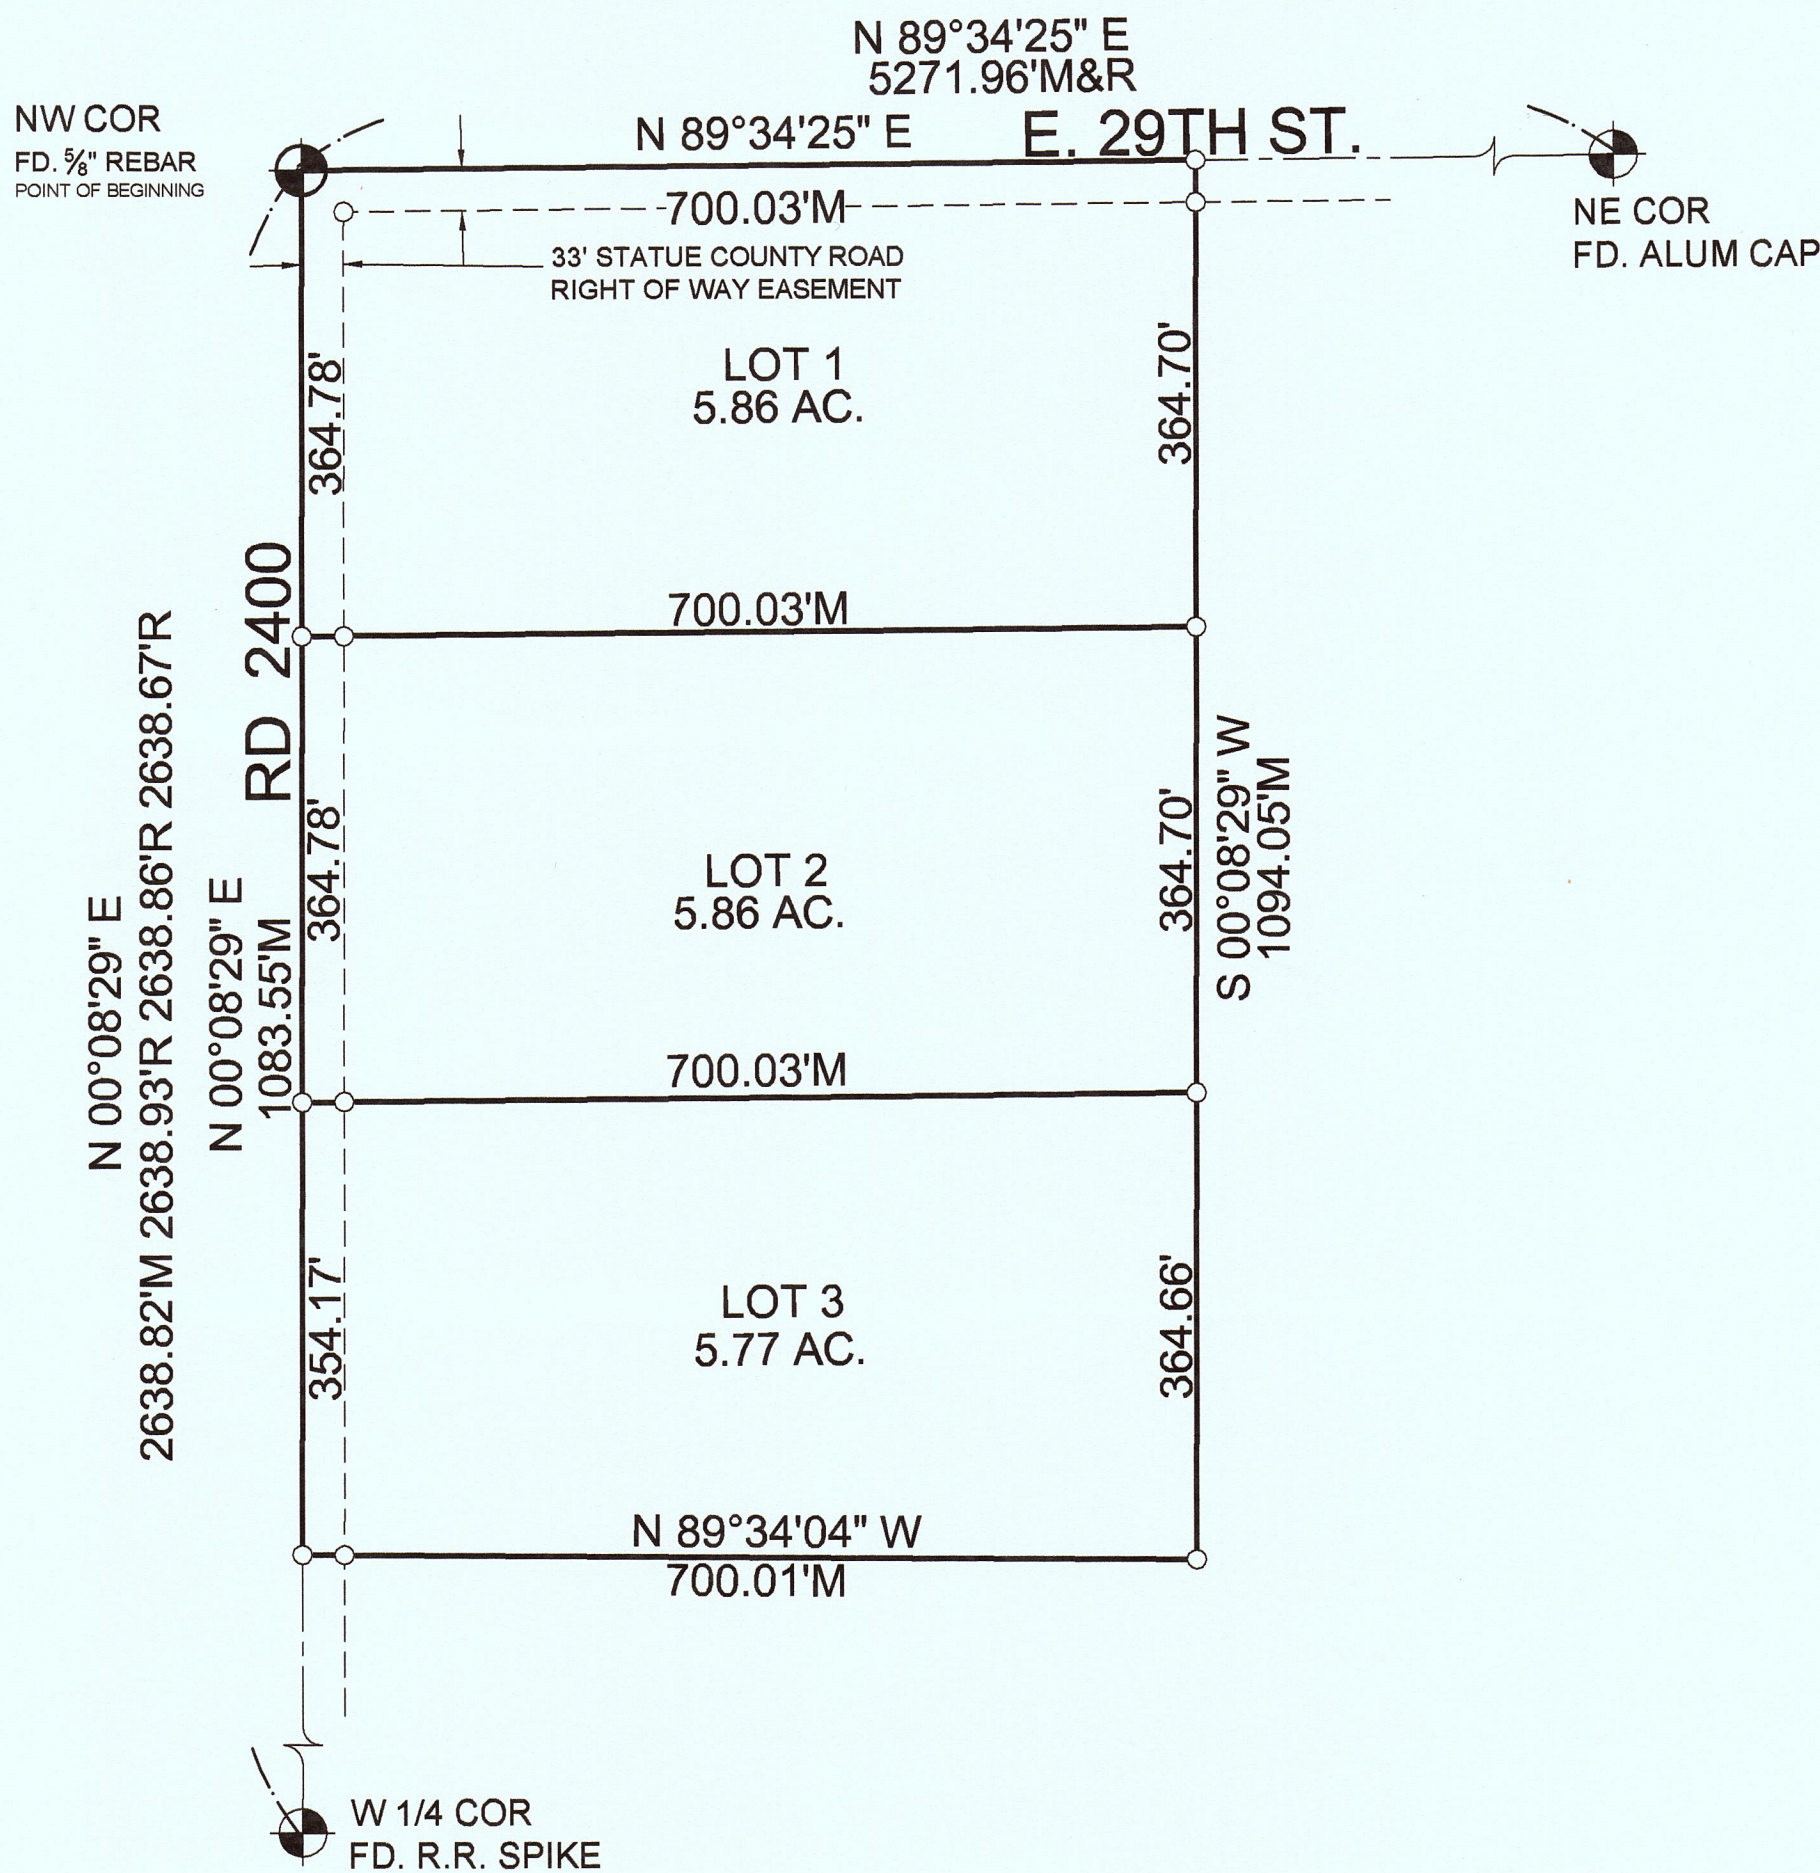 N 89°34'25" E
5271.96'M&R
NW COR
FD. ⅝" REBAR
POINT OF BEGINNING
N 89°34'25" E
E. 29TH ST.
700.03'M
NE COR
FD. ALUM CAP
33' STATUE COUNTY ROAD
RIGHT OF WAY EASEMENT
LOT 1
5.86 AC.
364.78'
364.70'
RD 2400
700.03'M
N 00°08'29" E
2638.82'M 2638.93'R 2638.86'R 2638.67'R
N 00°08'29" E
1083.55'M
364.78'
LOT 2
5.86 AC.
364.70'
S 00°08'29" W
1094.05'M
700.03'M
354.17'
LOT 3
5.77 AC.
364.66'
N 89°34'04" W
700.01'M
W 1/4 COR
FD. R.R. SPIKE